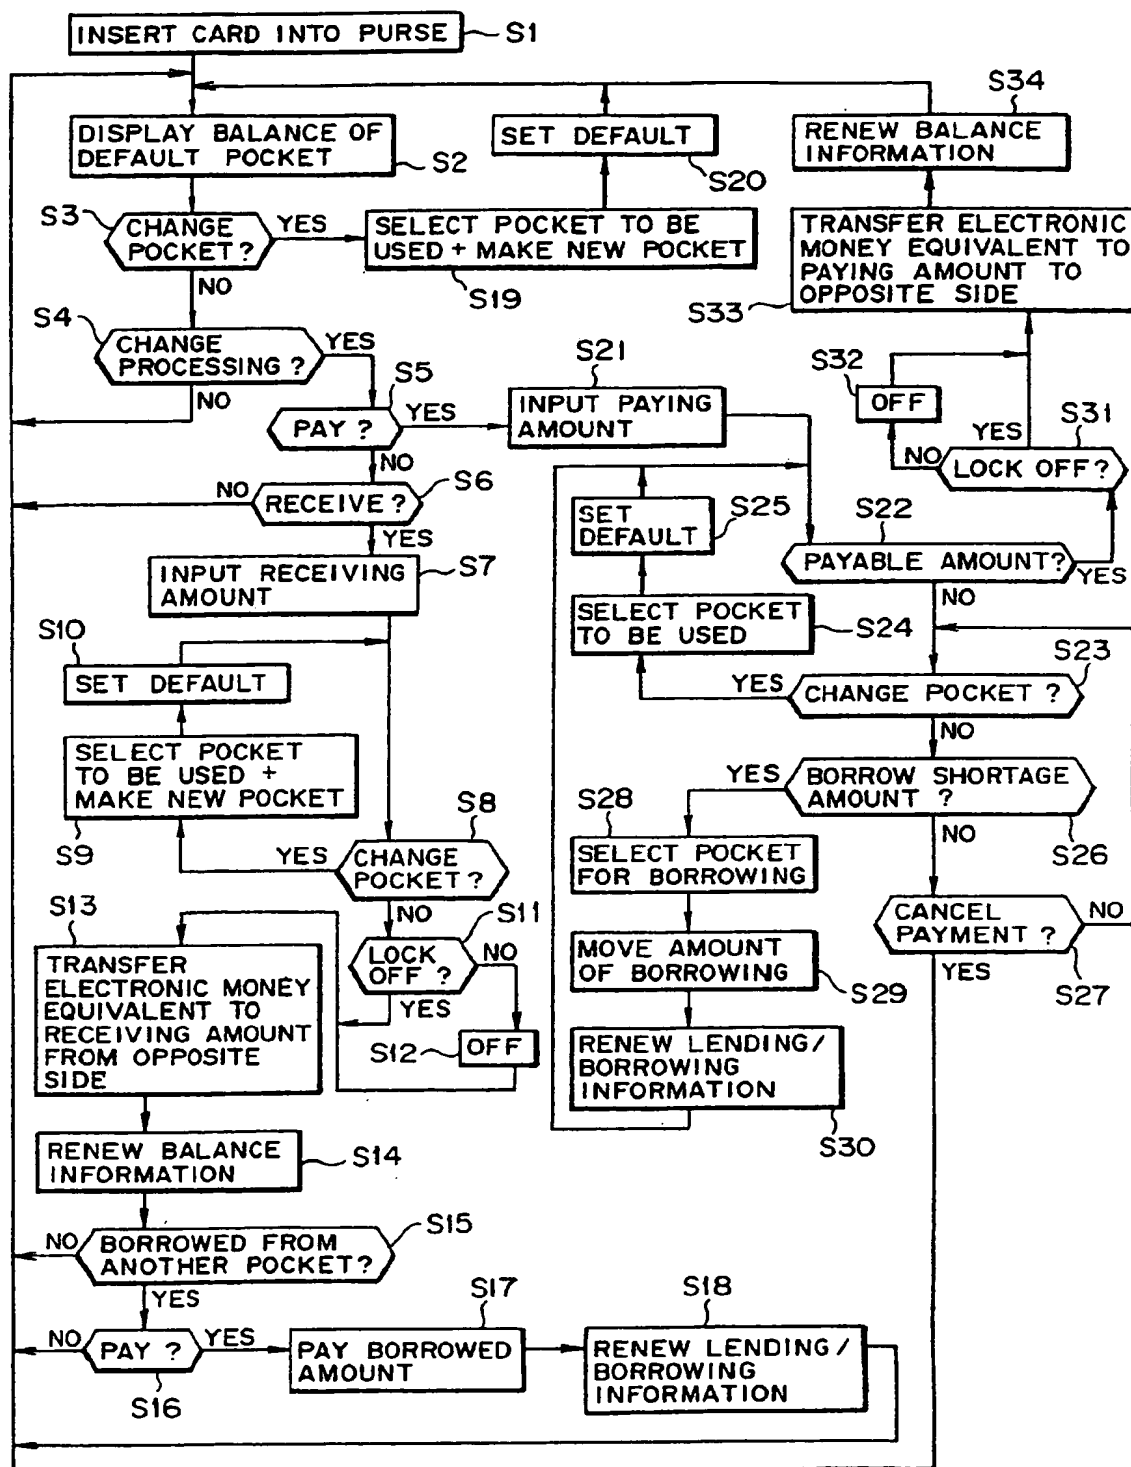 INSERT CARD INTO PURSE
S1
DISPLAY BALANCE OF
DEFAULT POCKET
S2
SET DEFAULT
S20
S34
RENEW BALANCE
INFORMATION
S3
CHANGE
POCKET?
YES
NO
SELECT POCKET TO BE
USED + MAKE NEW POCKET
S19
TRANSFER ELECTRONIC
MONEY EQUIVALENT TO
PAYING AMOUNT TO
OPPOSITE SIDE
S33
S4
CHANGE
PROCESSING ?
YES
NO
S5
PAY ?
YES
NO
S21
INPUT PAYING
AMOUNT
S32
OFF
YES
NO
S31
LOCK OFF?
NO
S6
RECEIVE ?
YES
S7
INPUT RECEIVING
AMOUNT
S25
SET
DEFAULT
S22
PAYABLE AMOUNT?
YES
NO
SELECT POCKET
TO BE USED
S24
S10
SET DEFAULT
S23
YES
CHANGE POCKET ?
NO
SELECT POCKET
TO BE USED +
MAKE NEW POCKET
S9
S8
YES
CHANGE
POCKET ?
NO
YES
BORROW SHORTAGE
AMOUNT ?
NO
S26
S28
SELECT POCKET
FOR BORROWING
S13
TRANSFER
ELECTRONIC MONEY
EQUIVALENT TO
RECEIVING AMOUNT
FROM OPPOSITE
SIDE
S11
LOCK
OFF ?
NO
YES
S12
OFF
CANCEL
PAYMENT ?
NO
YES
S27
MOVE AMOUNT
OF BORROWING
S29
RENEW LENDING/
BORROWING
INFORMATION
S30
RENEW BALANCE
INFORMATION
S14
S15
NO
BORROWED FROM
ANOTHER POCKET?
YES
NO
PAY ?
YES
S16
S17
PAY BORROWED
AMOUNT
S18
RENEW LENDING/
BORROWING
INFORMATION